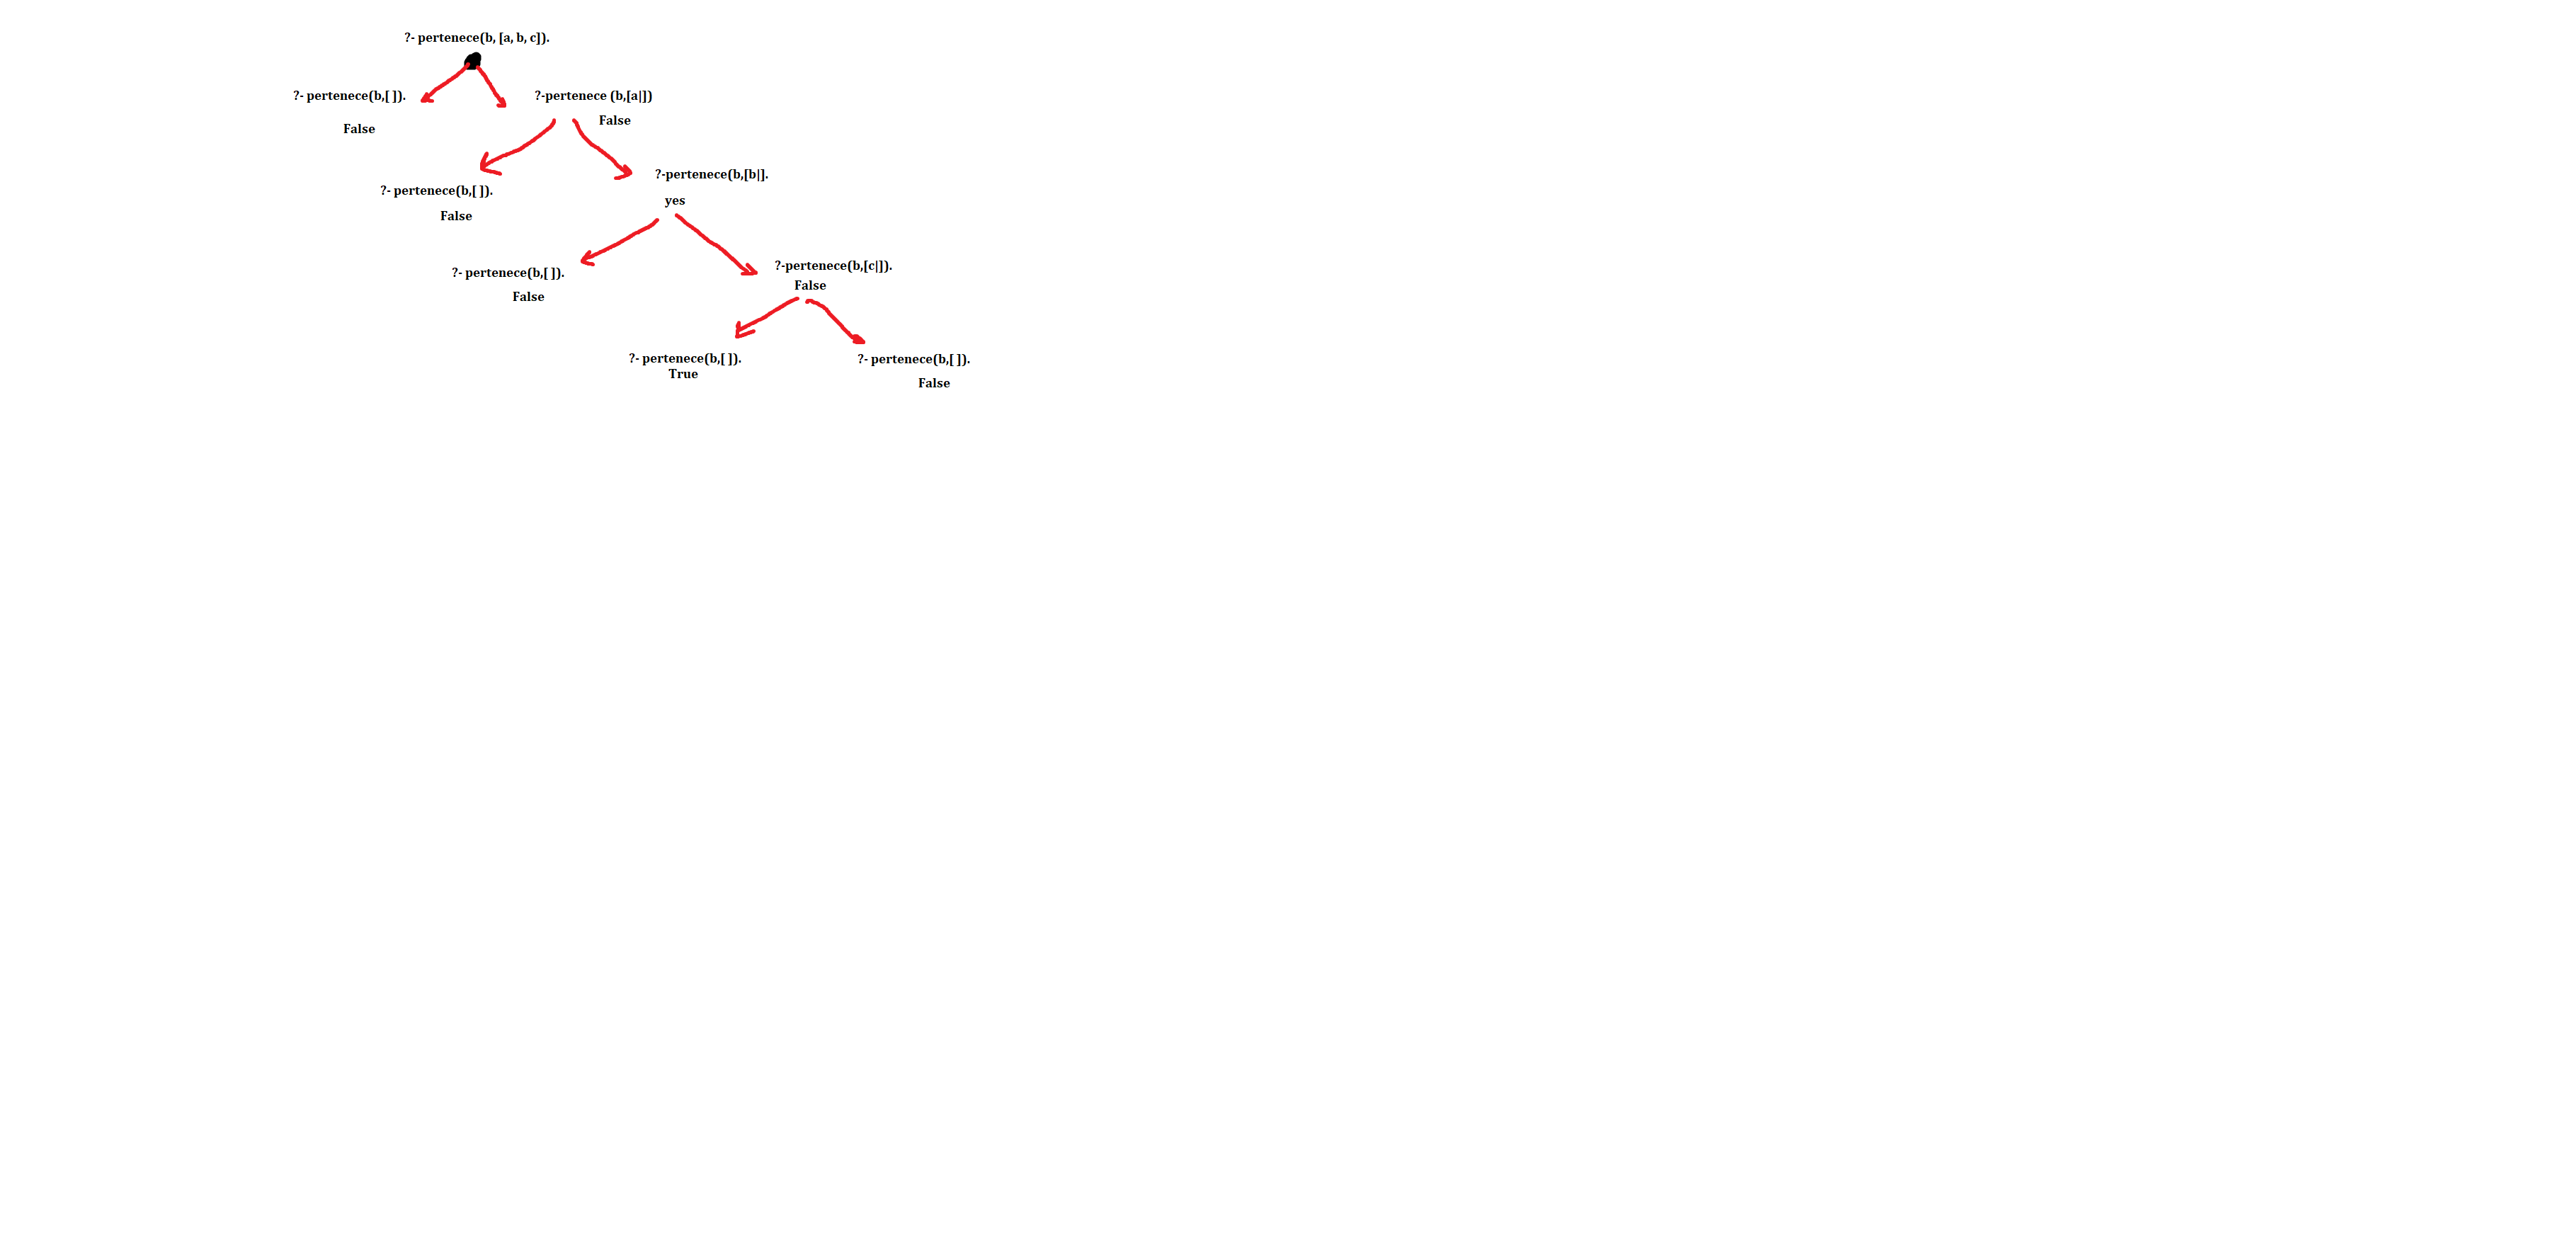 ?- pertenece(b, [a, b, c]).
?- pertenece(b,[ ]).
?-pertenece (b,[a|])
False
False
?-pertenece(b,[b|].
?- pertenece(b,[ ]).
yes
False
?-pertenece(b,[c|]).
?- pertenece(b,[ ]).
False
False
?- pertenece(b,[ ]).
?- pertenece(b,[ ]).
True
False